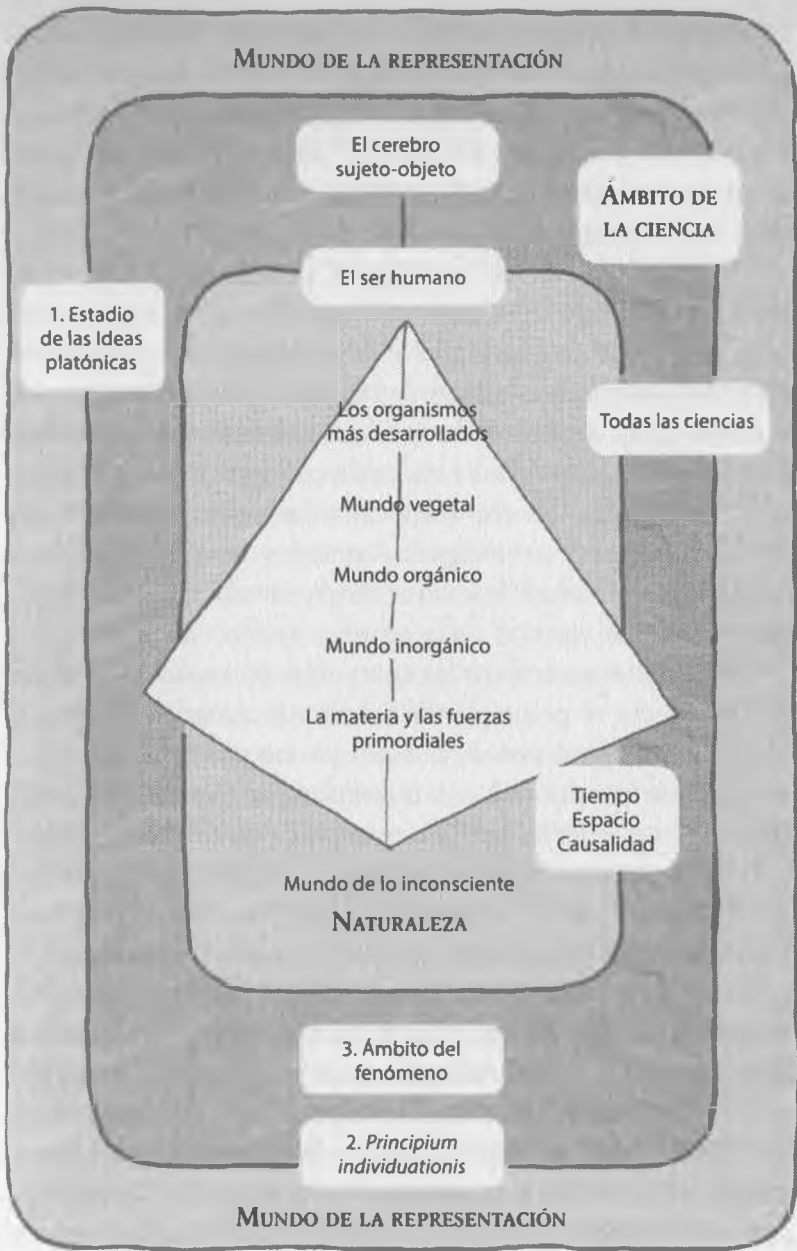 MUNDO DE LA REPRESENTACIÓN
El cerebro
sujeto-objeto
ÁMBITO DE
LA CIENCIA
El ser humano
1. Estadio
de las Ideas
platónicas
Los organismos
más desarrollados
Todas las ciencias
Mundo vegetal
Mundo orgánico
Mundo inorgánico
La materia y las fuerzas
primordiales
Tiempo
Espacio
Causalidad
Mundo de lo inconsciente
NATURALEZA
3. Ámbito del
fenómeno
2. Principium
individuationis
MUNDO DE LA REPRESENTACIÓN